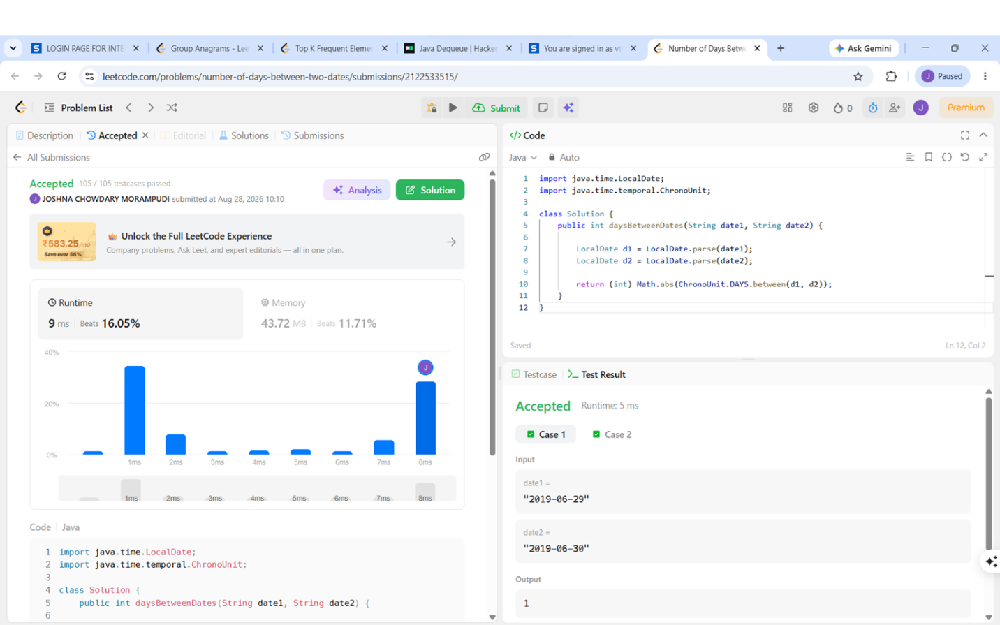 LOGIN PAGE FOR INTE
Group Anagrams - Lee
Top K Frequent Elemen
Java Dequeue | Hacker
You are signed in as vt
Number of Days Betw
Ask Gemini
leetcode.com/problems/number-of-days-between-two-dates/submissions/2122533515/
J Paused
Problem List
Submit
0
J
Premium
Description
Accepted
Editorial
Solutions
Submissions
All Submissions
Accepted 105 / 105 testcases passed
J JOSHNA CHOWDARY MORAMPUDI submitted at Aug 28, 2026 10:10
Analysis
Solution
₹583.25/mo
Save over 56%
Unlock the Full LeetCode Experience
Company problems, Ask Leet, and expert editorials — all in one plan.
Runtime
9 ms Beats 16.05%
Memory
43.72 MB Beats 11.71%
40%
20%
0%
J
1ms 2ms 3ms 4ms 5ms 6ms 7ms 8ms
1ms 2ms 3ms 4ms 5ms 6ms 7ms 8ms
Code Java
1 import java.time.LocalDate;
2 import java.time.temporal.ChronoUnit;
3
4 class Solution {
5 public int daysBetweenDates(String date1, String date2) {
6
</> Code
Java Auto
1 import java.time.LocalDate;
2 import java.time.temporal.ChronoUnit;
3
4 class Solution {
5 public int daysBetweenDates(String date1, String date2) {
6
7 LocalDate d1 = LocalDate.parse(date1);
8 LocalDate d2 = LocalDate.parse(date2);
9
10 return (int) Math.abs(ChronoUnit.DAYS.between(d1, d2));
11 }
12 }
Saved
Ln 12, Col 2
Testcase
Test Result
Accepted Runtime: 5 ms
Case 1
Case 2
Input
date1 =
"2019-06-29"
date2 =
"2019-06-30"
Output
1